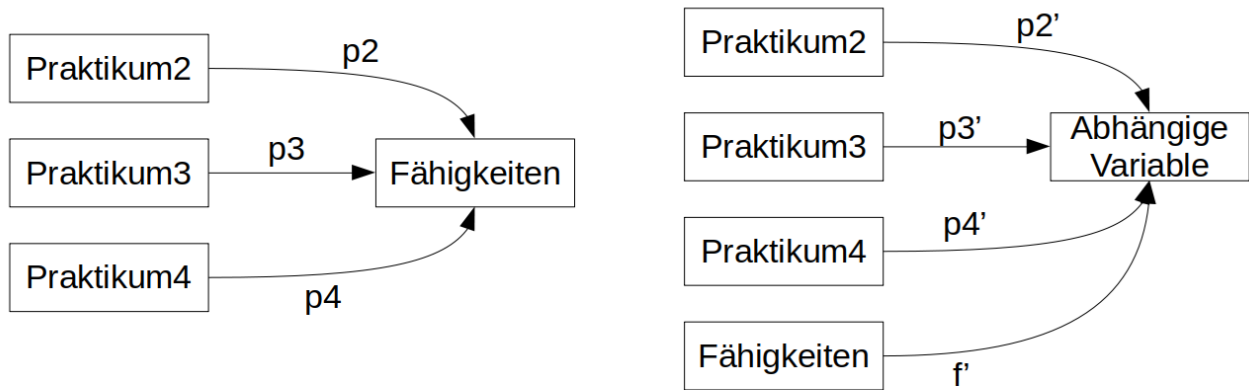 Praktikum2
p2
Praktikum3
p3
Fähigkeiten
Praktikum4
p4
Praktikum2
p2’
Praktikum3
p3’
Abhängige
Variable
Praktikum4
p4’
Fähigkeiten
f’